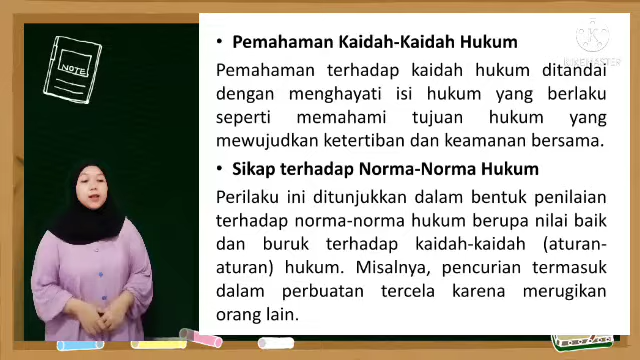 NOTE
KINEMASTER
• Pemahaman Kaidah-Kaidah Hukum
Pemahaman terhadap kaidah hukum ditandai
dengan menghayati isi hukum yang berlaku
seperti memahami tujuan hukum yang
mewujudkan ketertiban dan keamanan bersama.
• Sikap terhadap Norma-Norma Hukum
Perilaku ini ditunjukkan dalam bentuk penilaian
terhadap norma-norma hukum berupa nilai baik
dan buruk terhadap kaidah-kaidah (aturan-
aturan) hukum. Misalnya, pencurian termasuk
dalam perbuatan tercela karena merugikan
orang lain.